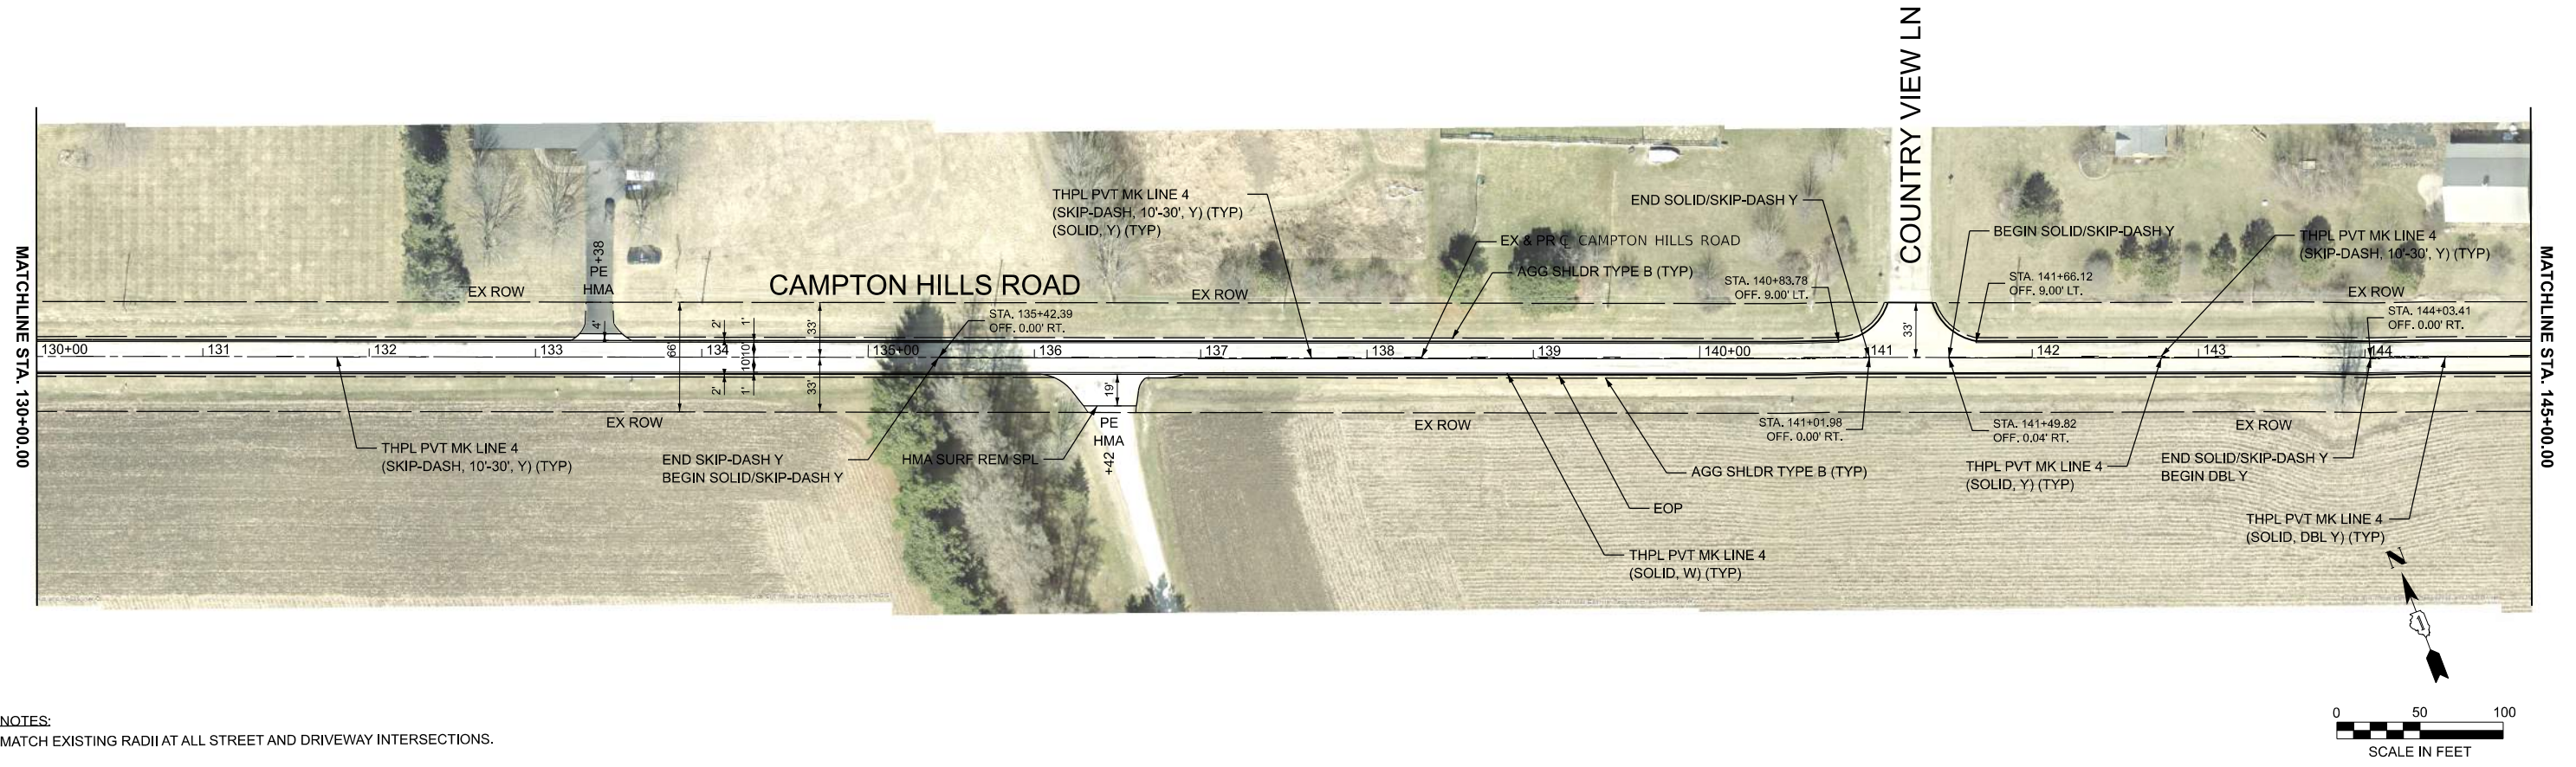 COUNTRY VIEW LN
MATCHLINE STA. 130+00.00
MATCHLINE STA. 145+00.00
THPL PVT MK LINE 4
(SKIP-DASH, 10'-30', Y) (TYP)
(SOLID, Y) (TYP)
END SOLID/SKIP-DASH Y
BEGIN SOLID/SKIP-DASH Y
THPL PVT MK LINE 4
(SKIP-DASH, 10'-30', Y) (TYP)
EX & PR ℄ CAMPTON HILLS ROAD
AGG SHLDR TYPE B (TYP)
+38
PE
HMA
CAMPTON HILLS ROAD
EX ROW
EX ROW
EX ROW
STA. 140+83.78
OFF. 9.00' LT.
STA. 141+66.12
OFF. 9.00' LT.
STA. 135+42.39
OFF. 0.00' RT.
STA. 144+03.41
OFF. 0.00' RT.
4'
2'
1'
33'
33'
66'
10'
10'
130+00
131
132
133
134
135+00
136
137
138
139
140+00
141
142
143
144
2'
1'
33'
19'
EX ROW
EX ROW
EX ROW
PE
HMA
+42
STA. 141+01.98
OFF. 0.00' RT.
STA. 141+49.82
OFF. 0.04' RT.
THPL PVT MK LINE 4
(SKIP-DASH, 10'-30', Y) (TYP)
END SKIP-DASH Y
BEGIN SOLID/SKIP-DASH Y
HMA SURF REM SPL
AGG SHLDR TYPE B (TYP)
THPL PVT MK LINE 4
(SOLID, Y) (TYP)
END SOLID/SKIP-DASH Y
BEGIN DBL Y
EOP
THPL PVT MK LINE 4
(SOLID, DBL Y) (TYP)
THPL PVT MK LINE 4
(SOLID, W) (TYP)
N
NOTES:
MATCH EXISTING RADII AT ALL STREET AND DRIVEWAY INTERSECTIONS.
0 50 100
SCALE IN FEET